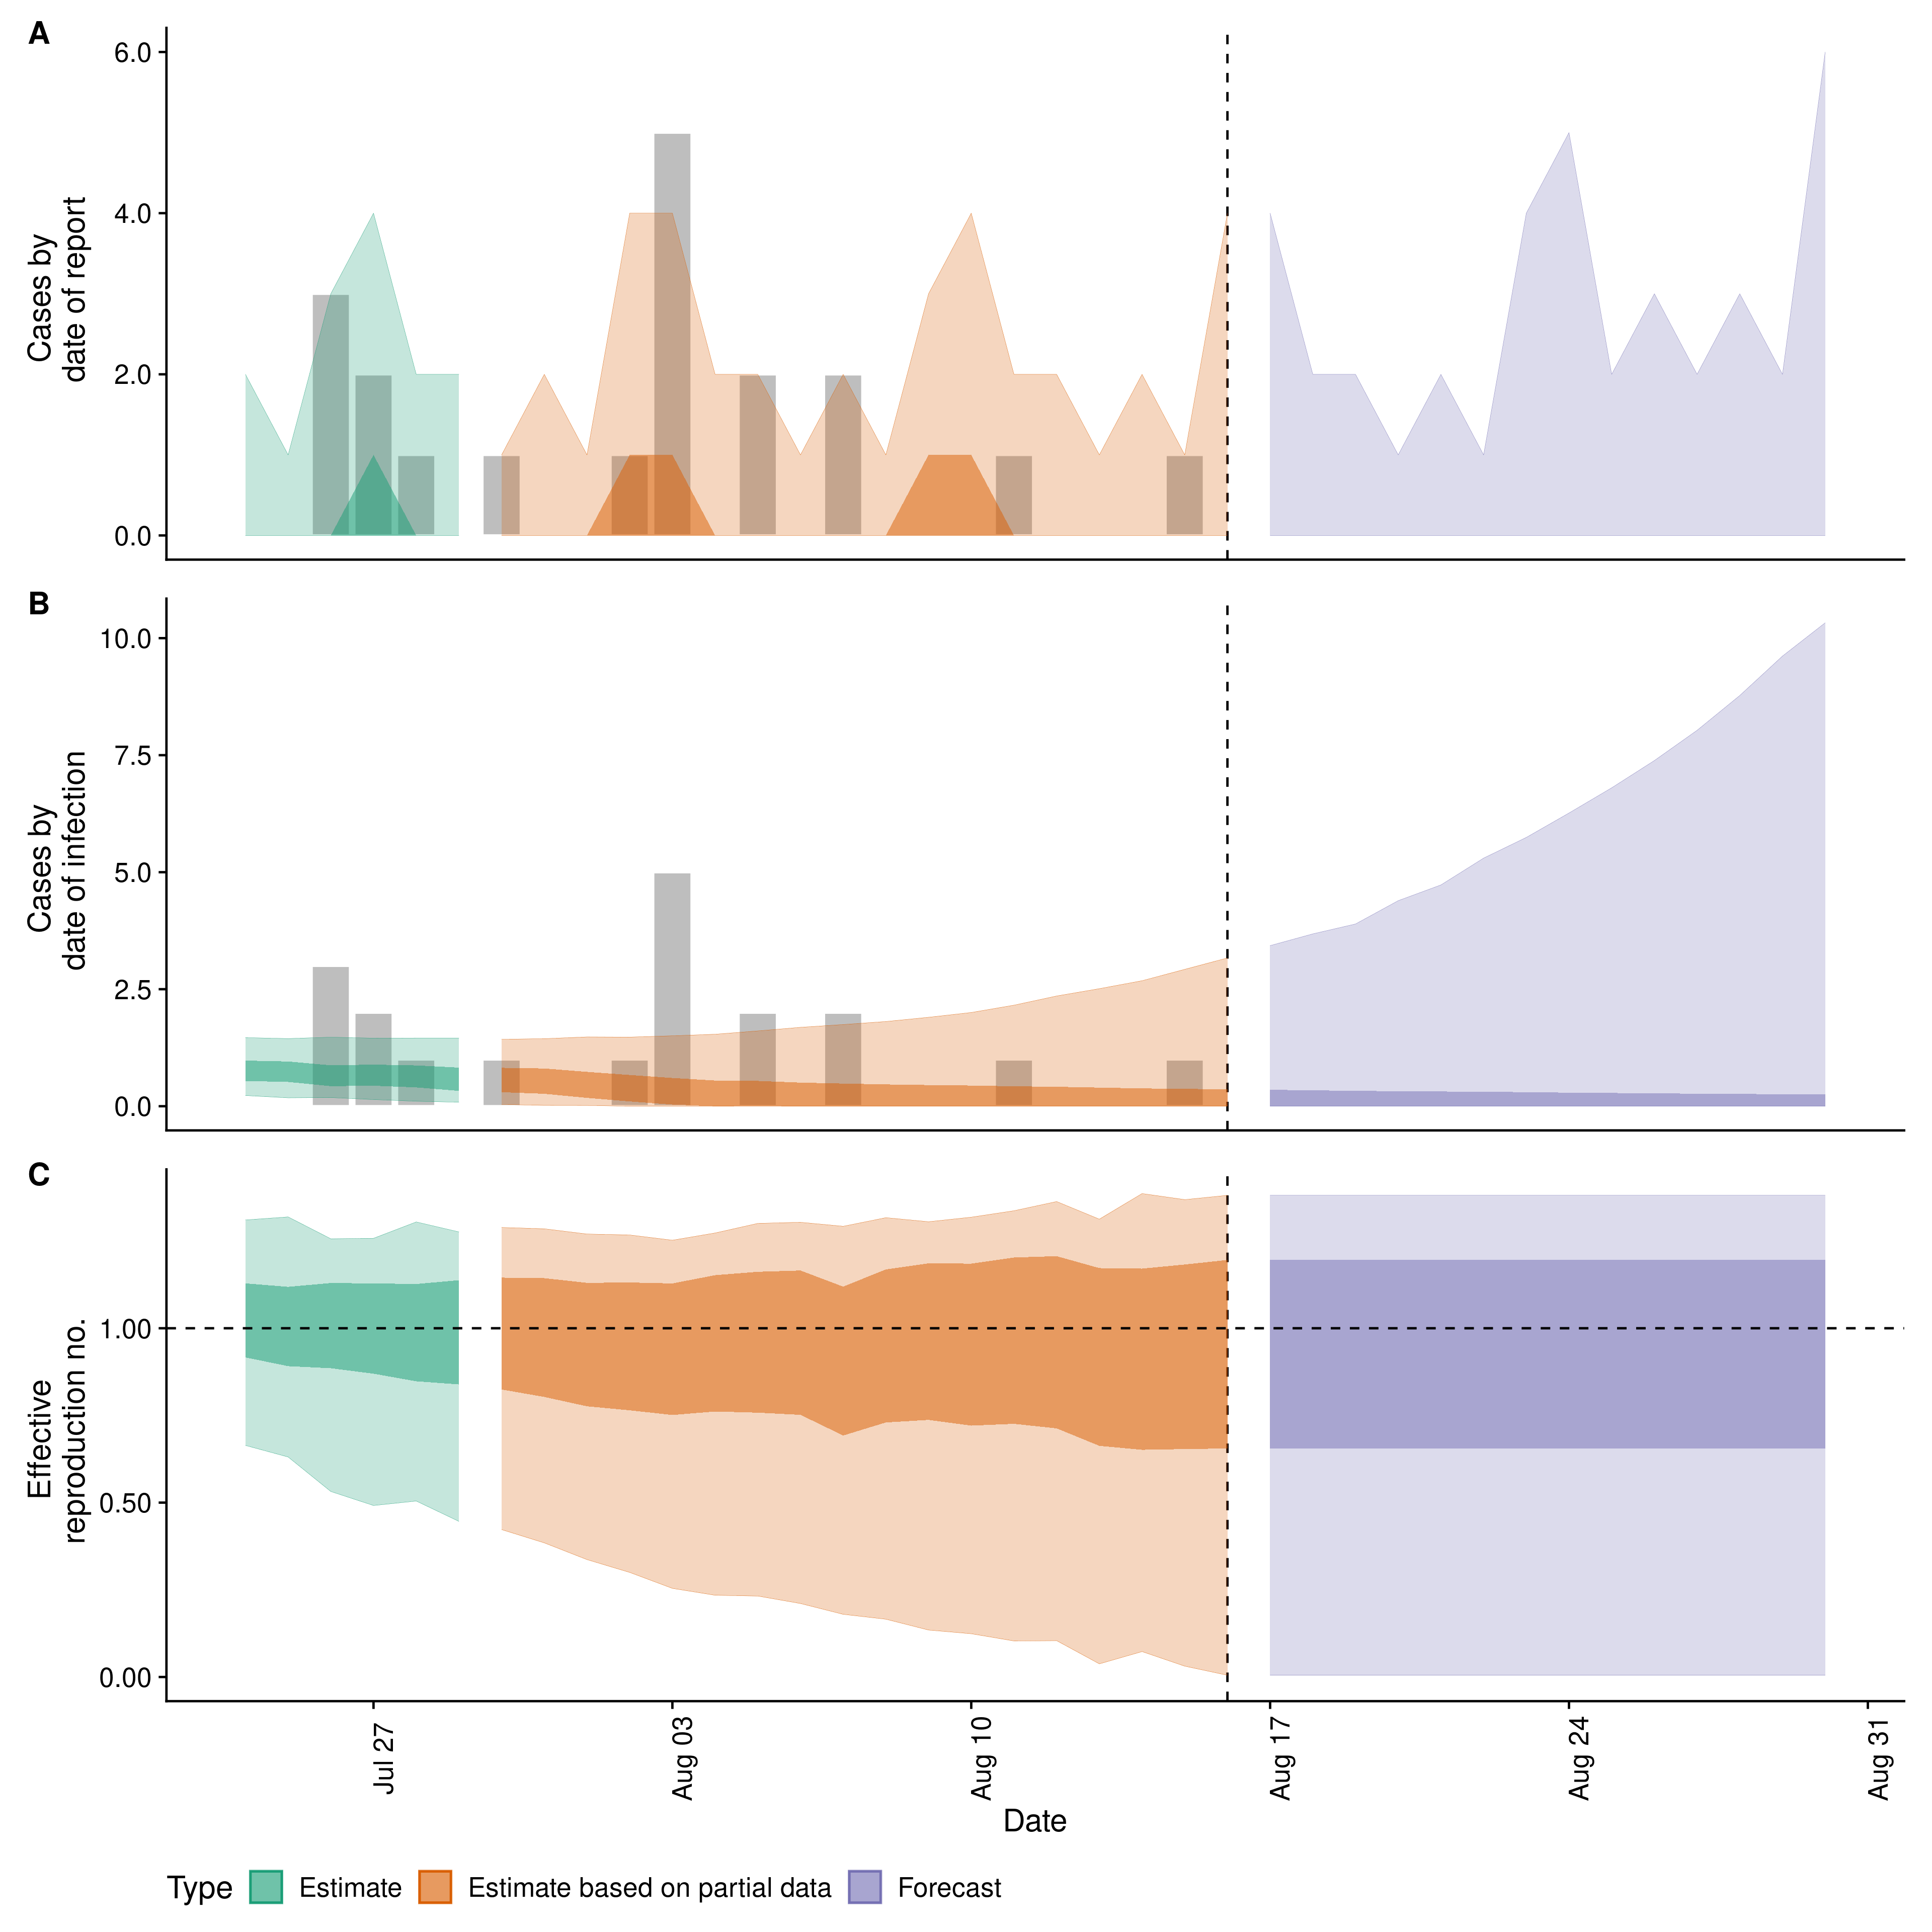 A
Cases by
date of report
6.0
4.0
2.0
0.0
B
Cases by
date of infection
10.0
7.5
5.0
2.5
0.0
C
Effective
reproduction no.
1.00
0.50
0.00
Jul 27
Aug 03
Aug 10
Aug 17
Aug 24
Aug 31
Date
Type Estimate Estimate based on partial data Forecast